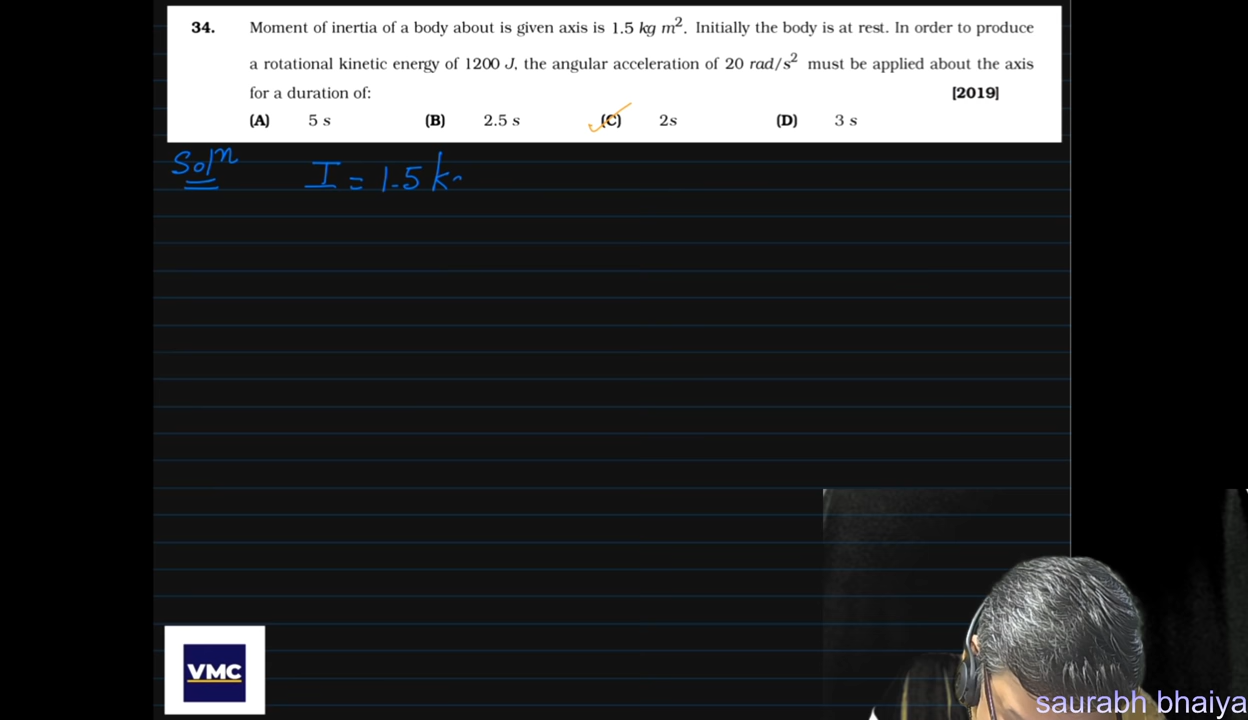 34. Moment of inertia of a body about is given axis is 1.5 kg m². Initially the body is at rest. In order to produce
a rotational kinetic energy of 1200 J, the angular acceleration of 20 rad/s² must be applied about the axis
for a duration of: [2019]
(A) 5 s (B) 2.5 s (C) 2s (D) 3 s
Solⁿ I = 1.5 k
VMC
saurabh bhaiya